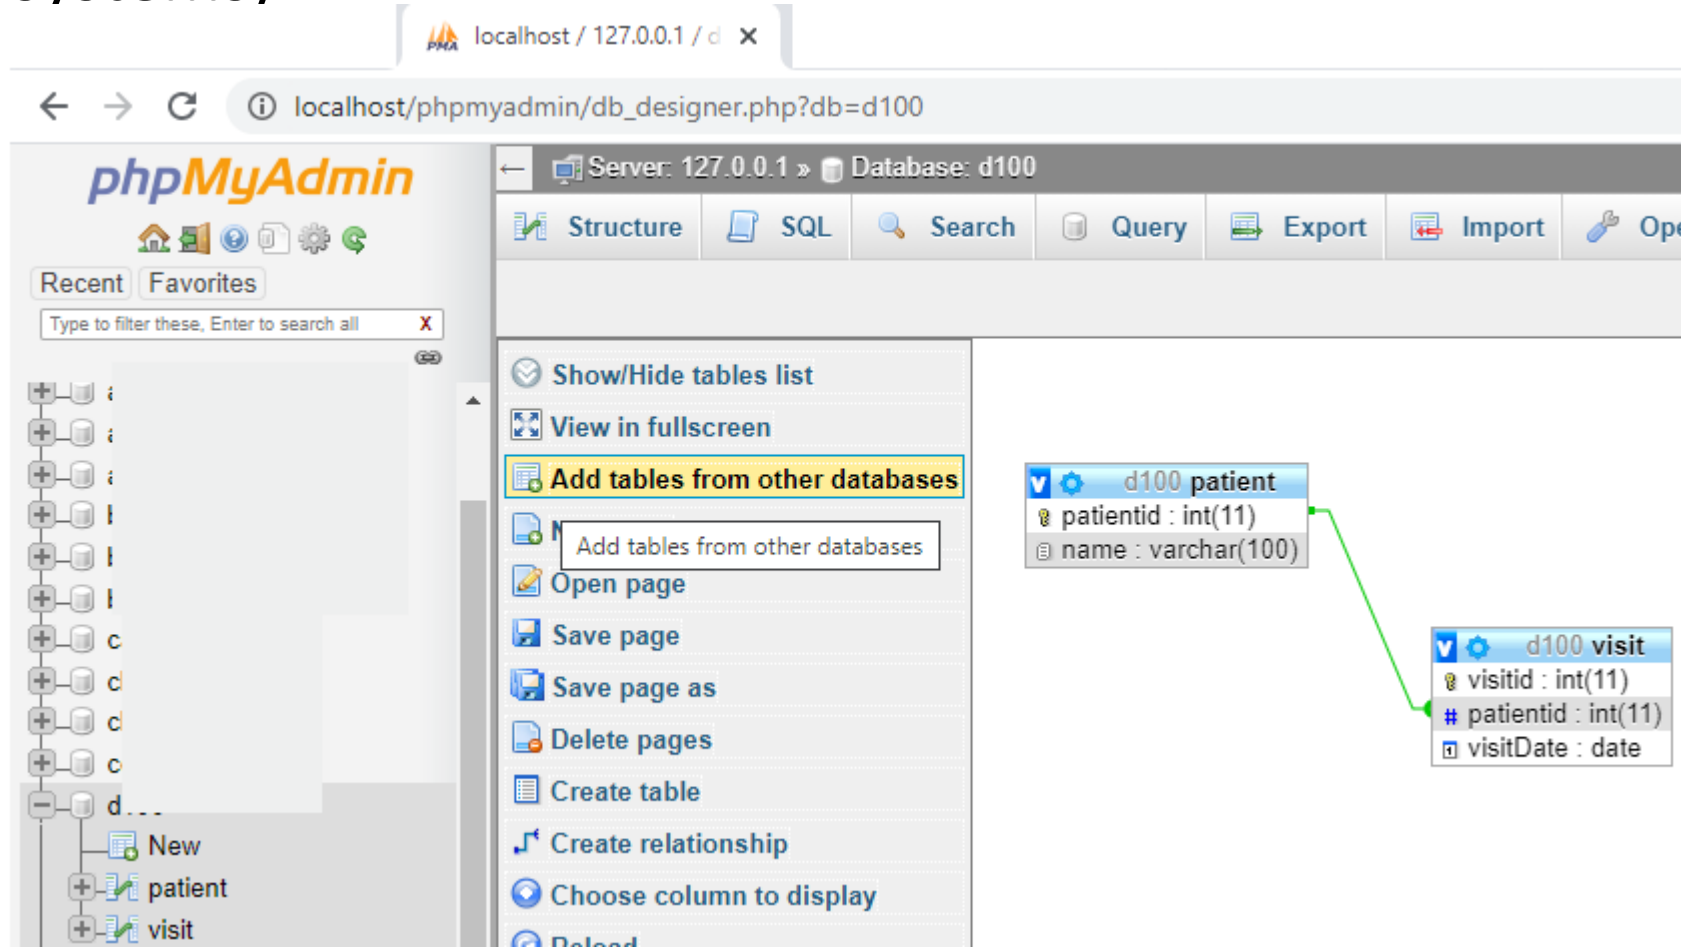 localhost / 127.0.0.1 / d
localhost/phpmyadmin/db_designer.php?db=d100
phpMyAdmin
Recent Favorites
Type to filter these, Enter to search all X
c
cl
cl
c
New
patient
visit
← Server: 127.0.0.1 » Database: d100
Structure SQL Search Query Export Import Ope
Show/Hide tables list
View in fullscreen
Add tables from other databases
Add tables from other databases
Open page
Save page
Save page as
Delete pages
Create table
Create relationship
Choose column to display
Reload
d100 patient
patientid : int(11)
name : varchar(100)
d100 visit
visitid : int(11)
# patientid : int(11)
visitDate : date